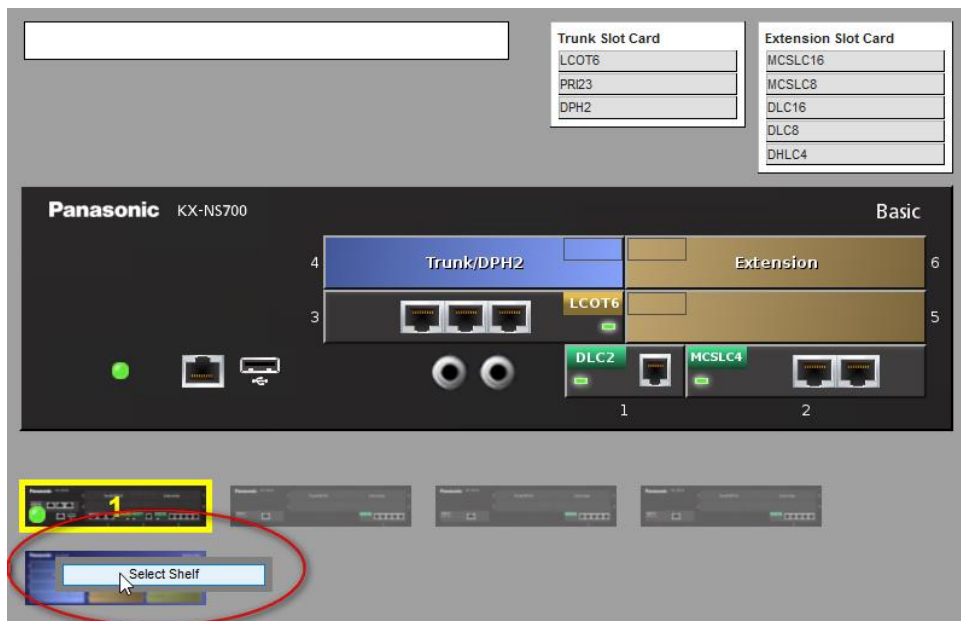 Trunk Slot Card
LCOT6
PRI23
DPH2
Extension Slot Card
MCSLC16
MCSLC8
DLC16
DLC8
DHLC4
Panasonic KX-NS700 Basic
4 Trunk/DPH2 Extension 6
3 LCOT6 5
DLC2 MCSLC4
1 2
1
Select Shelf